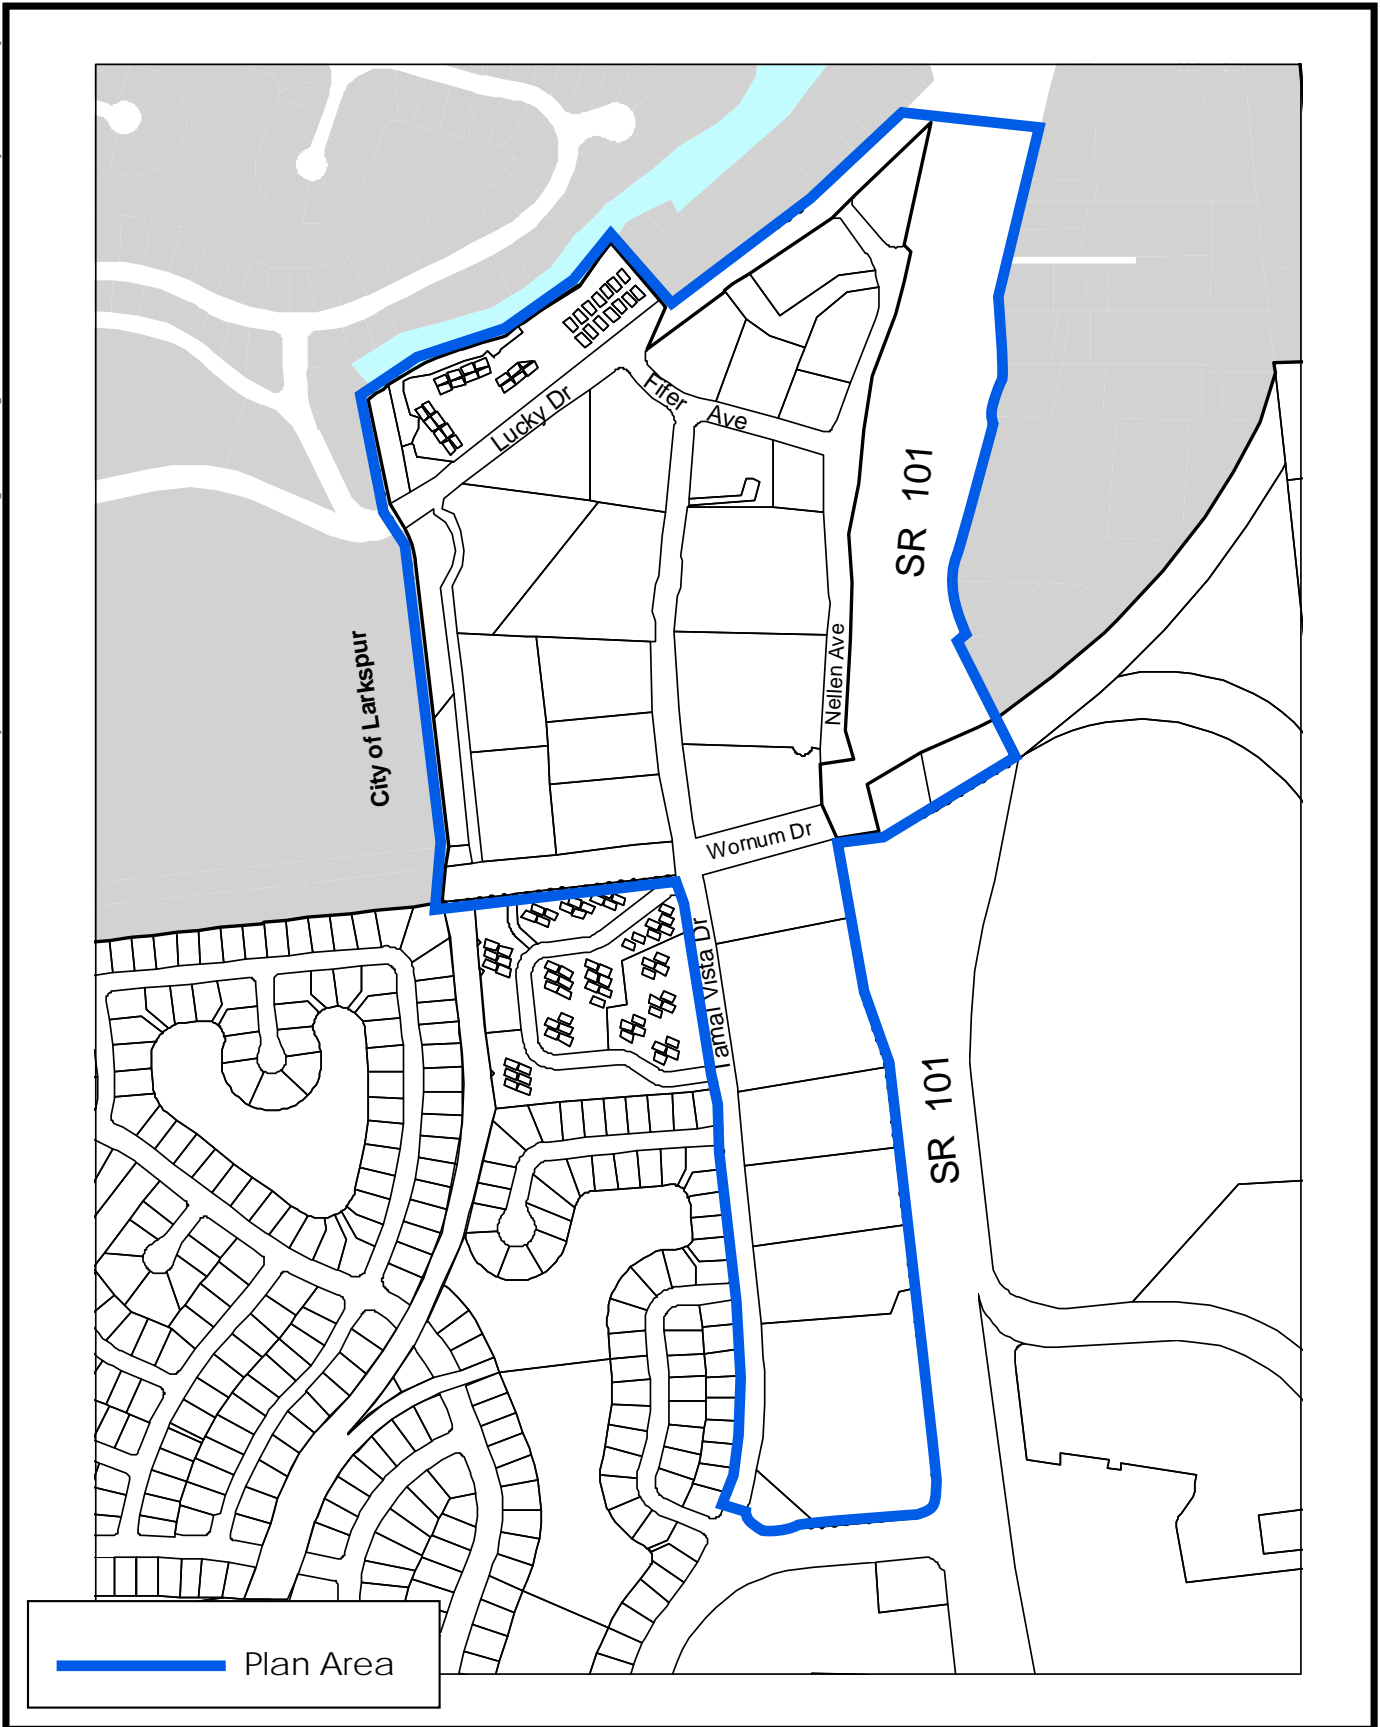 Lucky Dr
Fifer Ave
SR 101
City of Larkspur
Nellen Ave
Wornum Dr
Tamal Vista Dr
SR 101
Plan Area